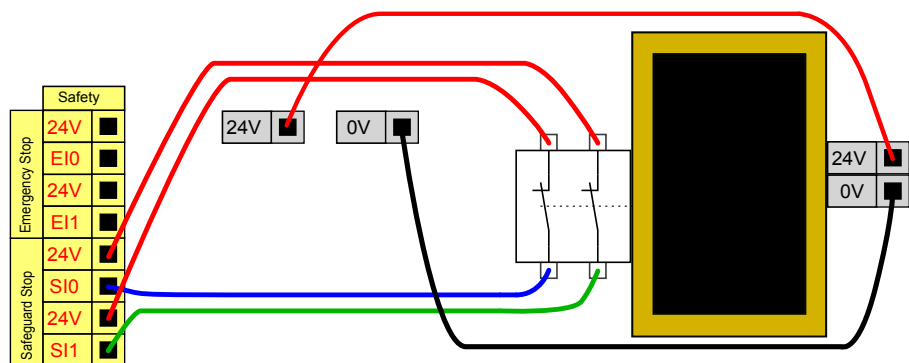 Safety
Emergency Stop
24V
EI0
24V
EI1
Safeguard Stop
24V
SI0
24V
SI1
24V
0V
24V
0V